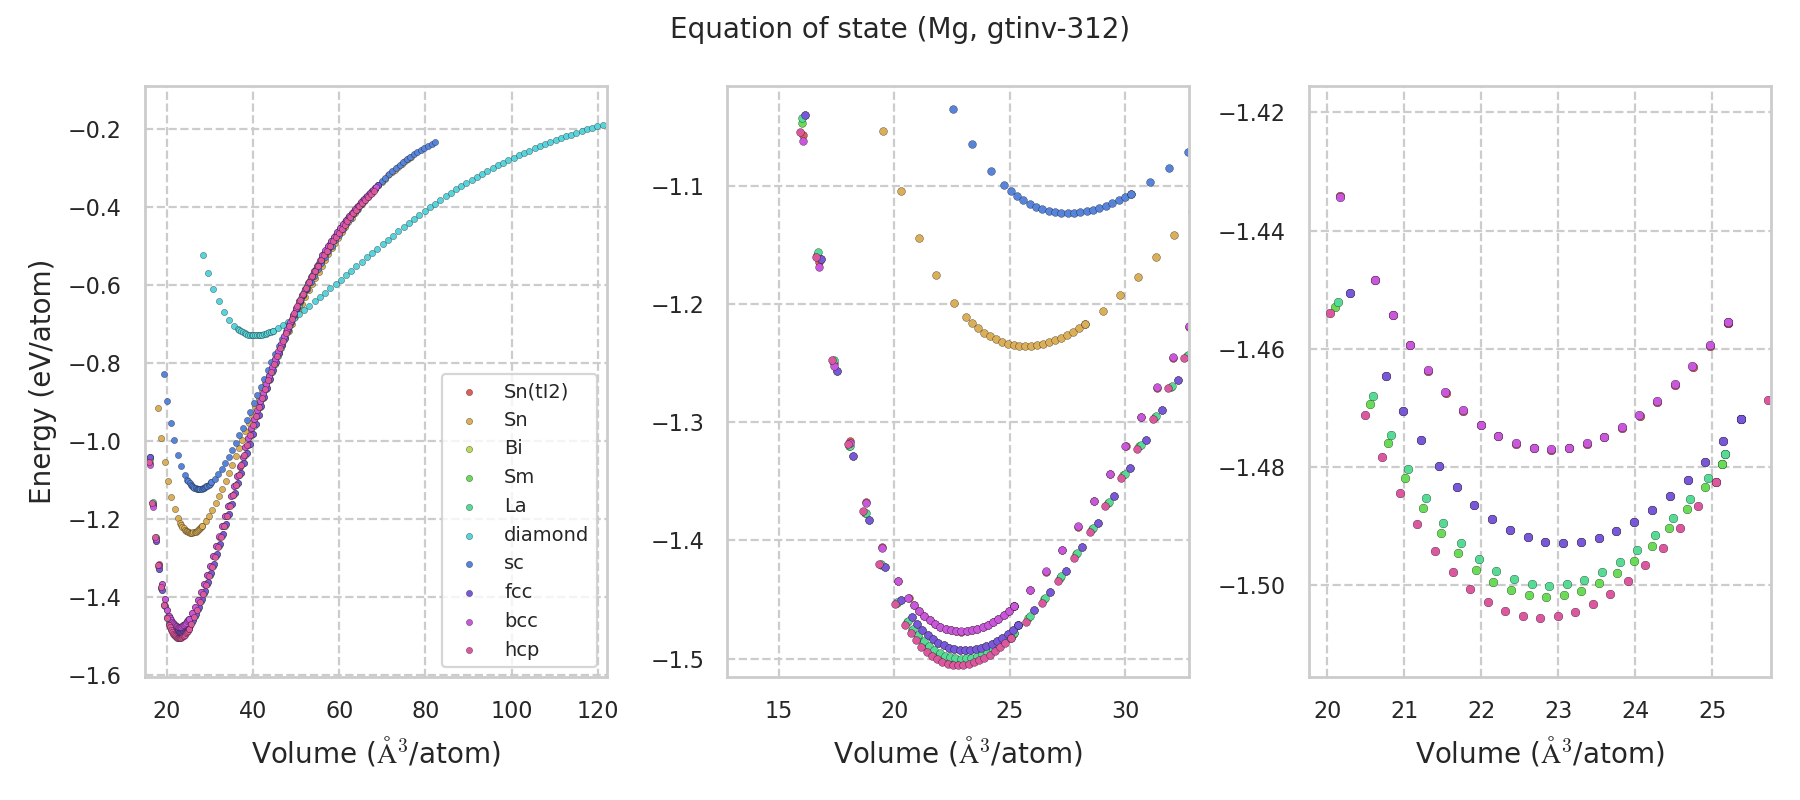 Equation of state (Mg, gtinv-312)
Energy (eV/atom)
−0.2
−0.4
−0.6
−0.8
−1.0
−1.2
−1.4
−1.6
20 40 60 80 100 120
Volume (Å³/atom)
Sn(tI2)
Sn
Bi
Sm
La
diamond
sc
fcc
bcc
hcp
−1.1
−1.2
−1.3
−1.4
−1.5
15 20 25 30
Volume (Å³/atom)
−1.42
−1.44
−1.46
−1.48
−1.50
20 21 22 23 24 25
Volume (Å³/atom)